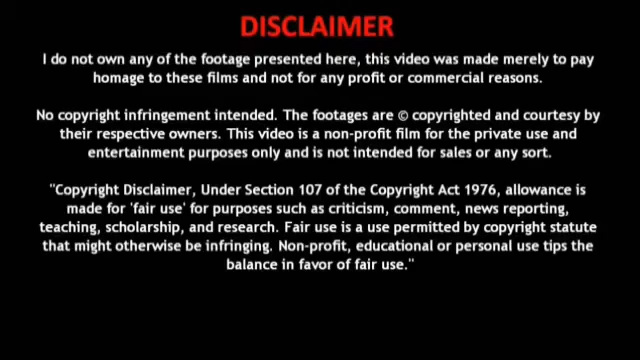 DISCLAIMER
I do not own any of the footage presented here, this video was made merely to pay
homage to these films and not for any profit or commercial reasons.
No copyright infringement intended. The footages are © copyrighted and courtesy by
their respective owners. This video is a non-profit film for the private use and
entertainment purposes only and is not intended for sales or any sort.
"Copyright Disclaimer, Under Section 107 of the Copyright Act 1976, allowance is
made for 'fair use' for purposes such as criticism, comment, news reporting,
teaching, scholarship, and research. Fair use is a use permitted by copyright statute
that might otherwise be infringing. Non-profit, educational or personal use tips the
balance in favor of fair use."